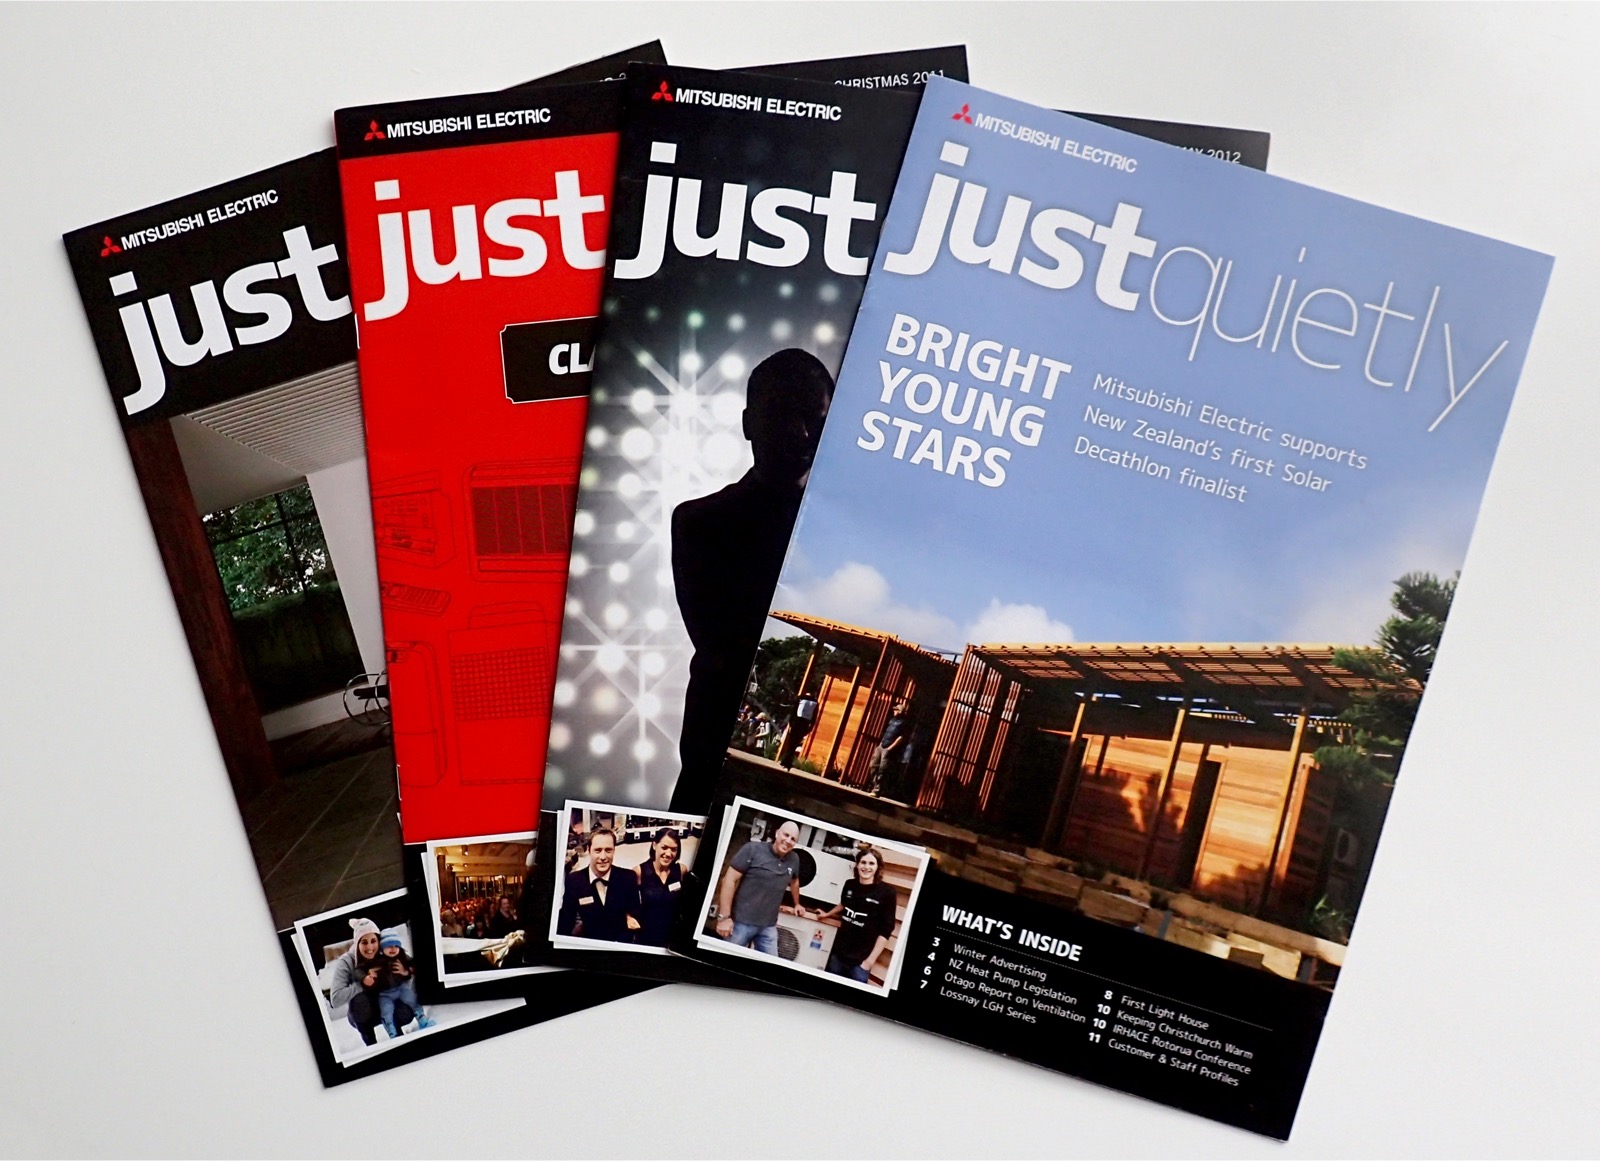 MITSUBISHI ELECTRIC
just
MITSUBISHI ELECTRIC
just
MITSUBISHI ELECTRIC
CHRISTMAS 2011
just
MAY 2012
MITSUBISHI ELECTRIC
justquietly
BRIGHT
YOUNG
STARS
Mitsubishi Electric supports
New Zealand's first Solar
Decathlon finalist
WHAT'S INSIDE
3 Winter Advertising
4 NZ Heat Pump Legislation
6 Otago Report on Ventilation
7 Lossnay LGH Series
8 First Light House
10 Keeping Christchurch Warm
10 IRHACE Rotorua Conference
11 Customer & Staff Profiles